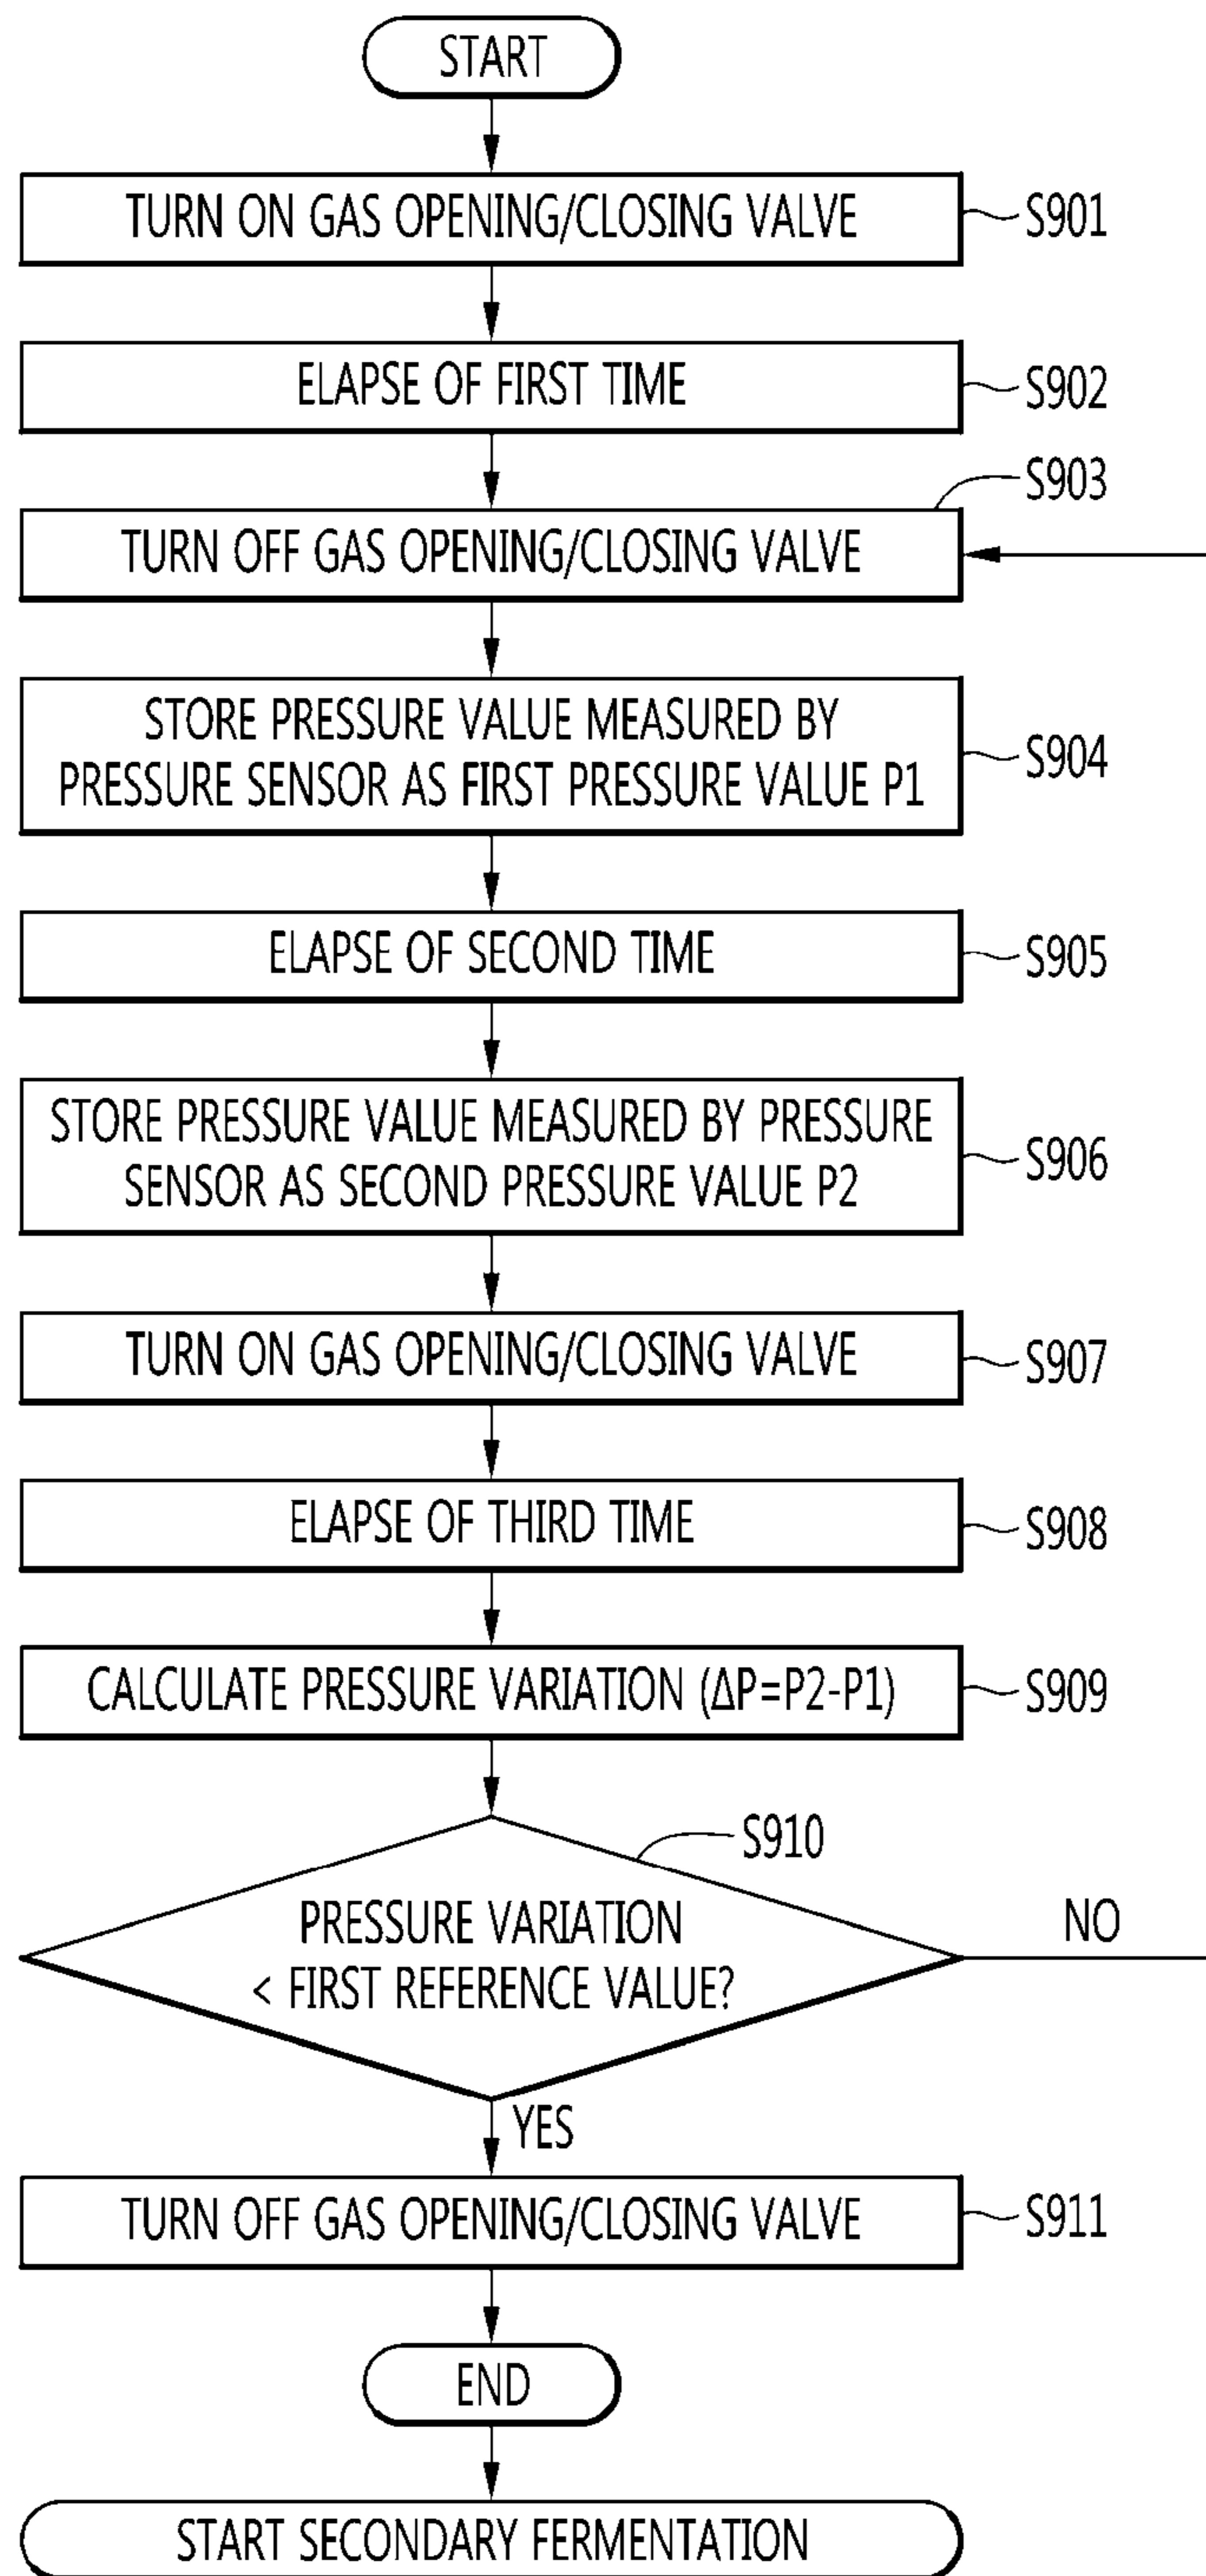 START
TURN ON GAS OPENING/CLOSING VALVE
S901
ELAPSE OF FIRST TIME
S902
S903
TURN OFF GAS OPENING/CLOSING VALVE
STORE PRESSURE VALUE MEASURED BY
PRESSURE SENSOR AS FIRST PRESSURE VALUE P1
S904
ELAPSE OF SECOND TIME
S905
STORE PRESSURE VALUE MEASURED BY PRESSURE
SENSOR AS SECOND PRESSURE VALUE P2
S906
TURN ON GAS OPENING/CLOSING VALVE
S907
ELAPSE OF THIRD TIME
S908
CALCULATE PRESSURE VARIATION (ΔP=P2-P1)
S909
S910
PRESSURE VARIATION
< FIRST REFERENCE VALUE?
NO
YES
TURN OFF GAS OPENING/CLOSING VALVE
S911
END
START SECONDARY FERMENTATION